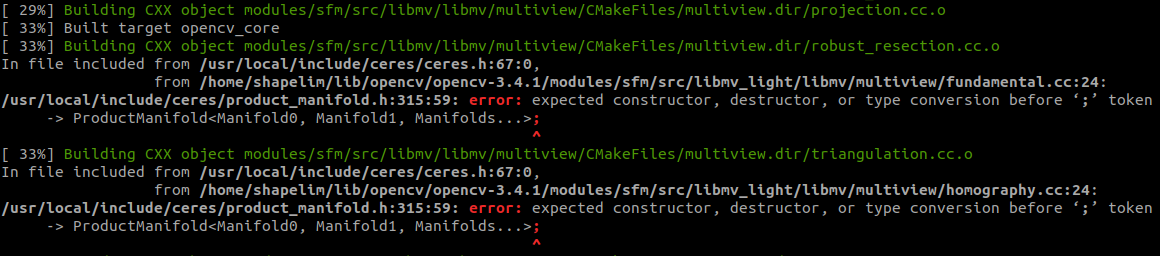 [ 29%] Building CXX object modules/sfm/src/libmv/multiview/CMakeFiles/multiview.dir/projection.cc.o
[ 33%] Built target opencv_core
[ 33%] Building CXX object modules/sfm/src/libmv/multiview/CMakeFiles/multiview.dir/robust_resection.cc.o
In file included from /usr/local/include/ceres/ceres.h:67:0,
                 from /home/shapelim/lib/opencv/opencv-3.4.1/modules/sfm/src/libmv_light/libmv/multiview/fundamental.cc:24:
/usr/local/include/ceres/product_manifold.h:315:59: error: expected constructor, destructor, or type conversion before ‘;’ token
     -> ProductManifold<Manifold0, Manifold1, Manifolds...>;
                                                           ^
[ 33%] Building CXX object modules/sfm/src/libmv/multiview/CMakeFiles/multiview.dir/triangulation.cc.o
In file included from /usr/local/include/ceres/ceres.h:67:0,
                 from /home/shapelim/lib/opencv/opencv-3.4.1/modules/sfm/src/libmv_light/libmv/multiview/homography.cc:24:
/usr/local/include/ceres/product_manifold.h:315:59: error: expected constructor, destructor, or type conversion before ‘;’ token
     -> ProductManifold<Manifold0, Manifold1, Manifolds...>;
                                                           ^